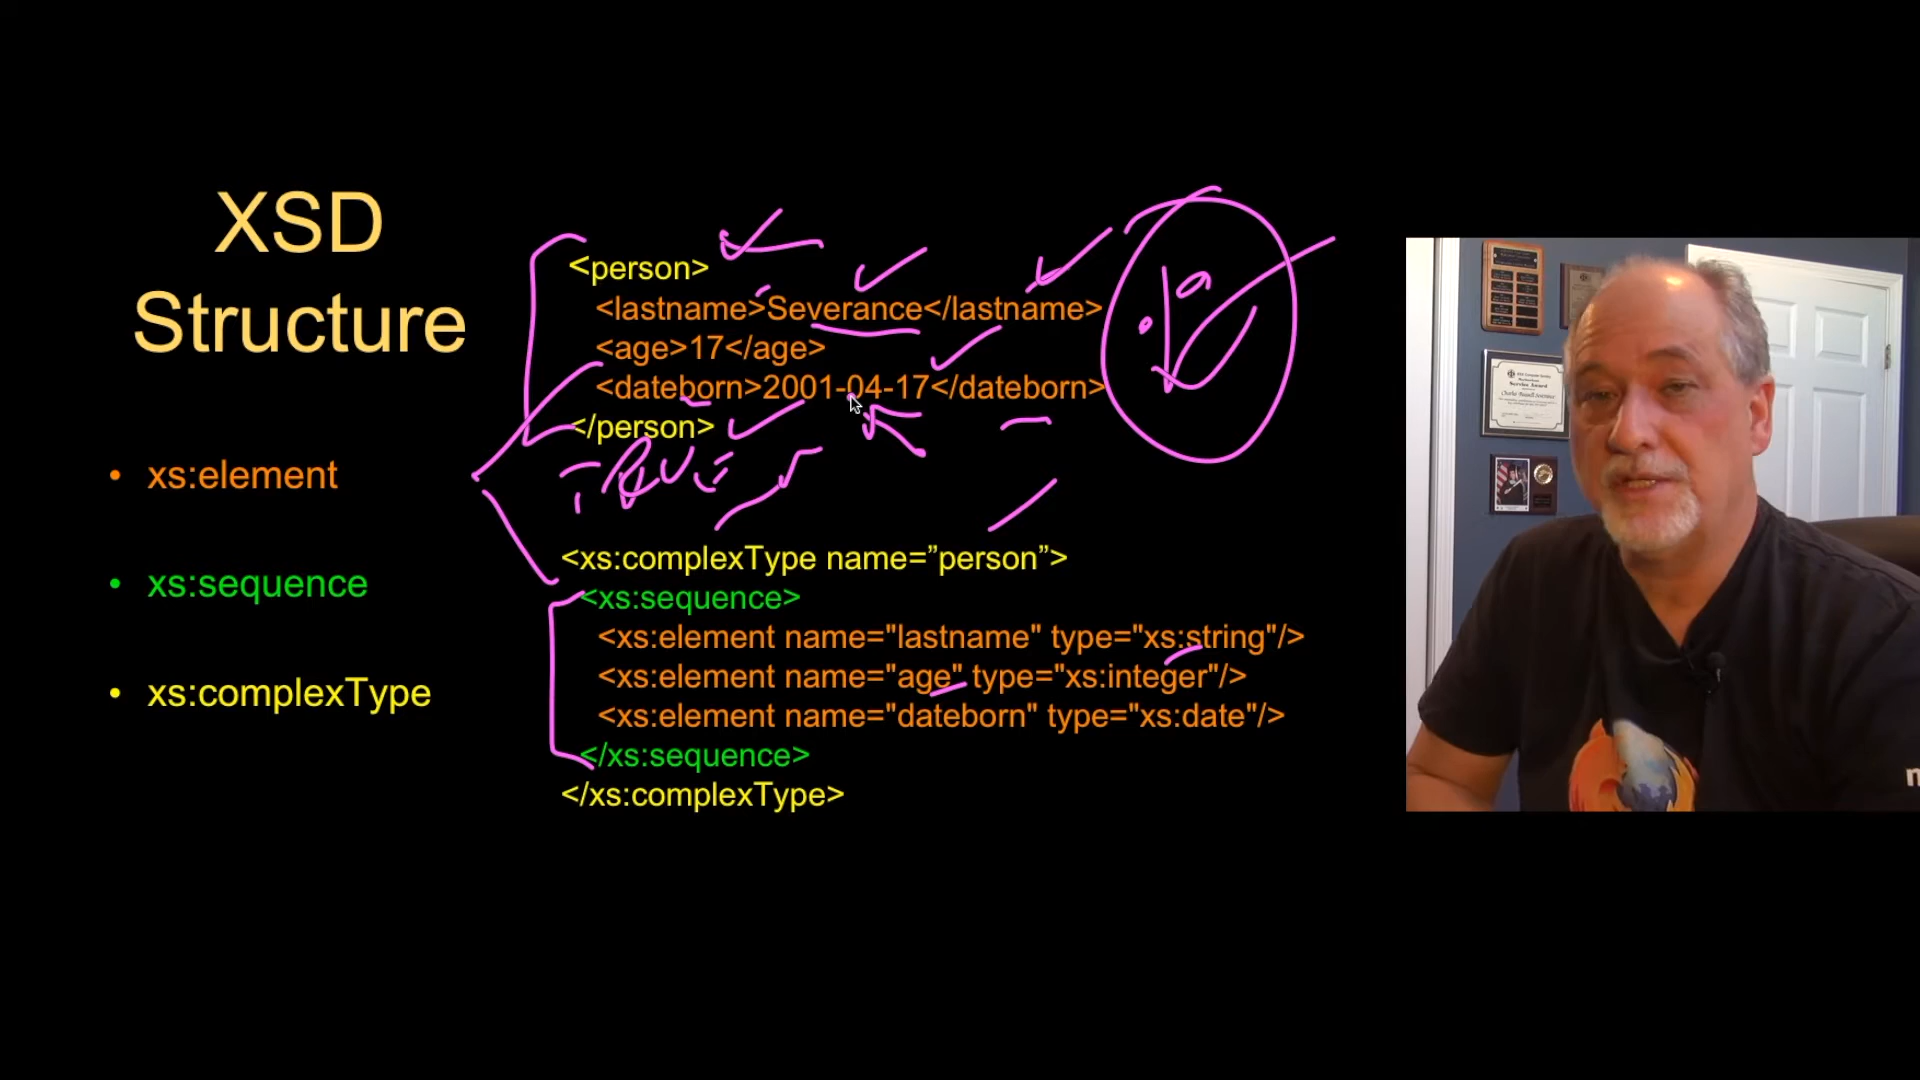 XSD
Structure
• xs:element
• xs:sequence
• xs:complexType
<person>
<lastname>Severance</lastname>
<age>17</age>
<dateborn>2001-04-17</dateborn>
</person>
TRUE
<xs:complexType name=”person”>
<xs:sequence>
<xs:element name="lastname" type="xs:string"/>
<xs:element name="age" type="xs:integer"/>
<xs:element name="dateborn" type="xs:date"/>
</xs:sequence>
</xs:complexType>
Service Award